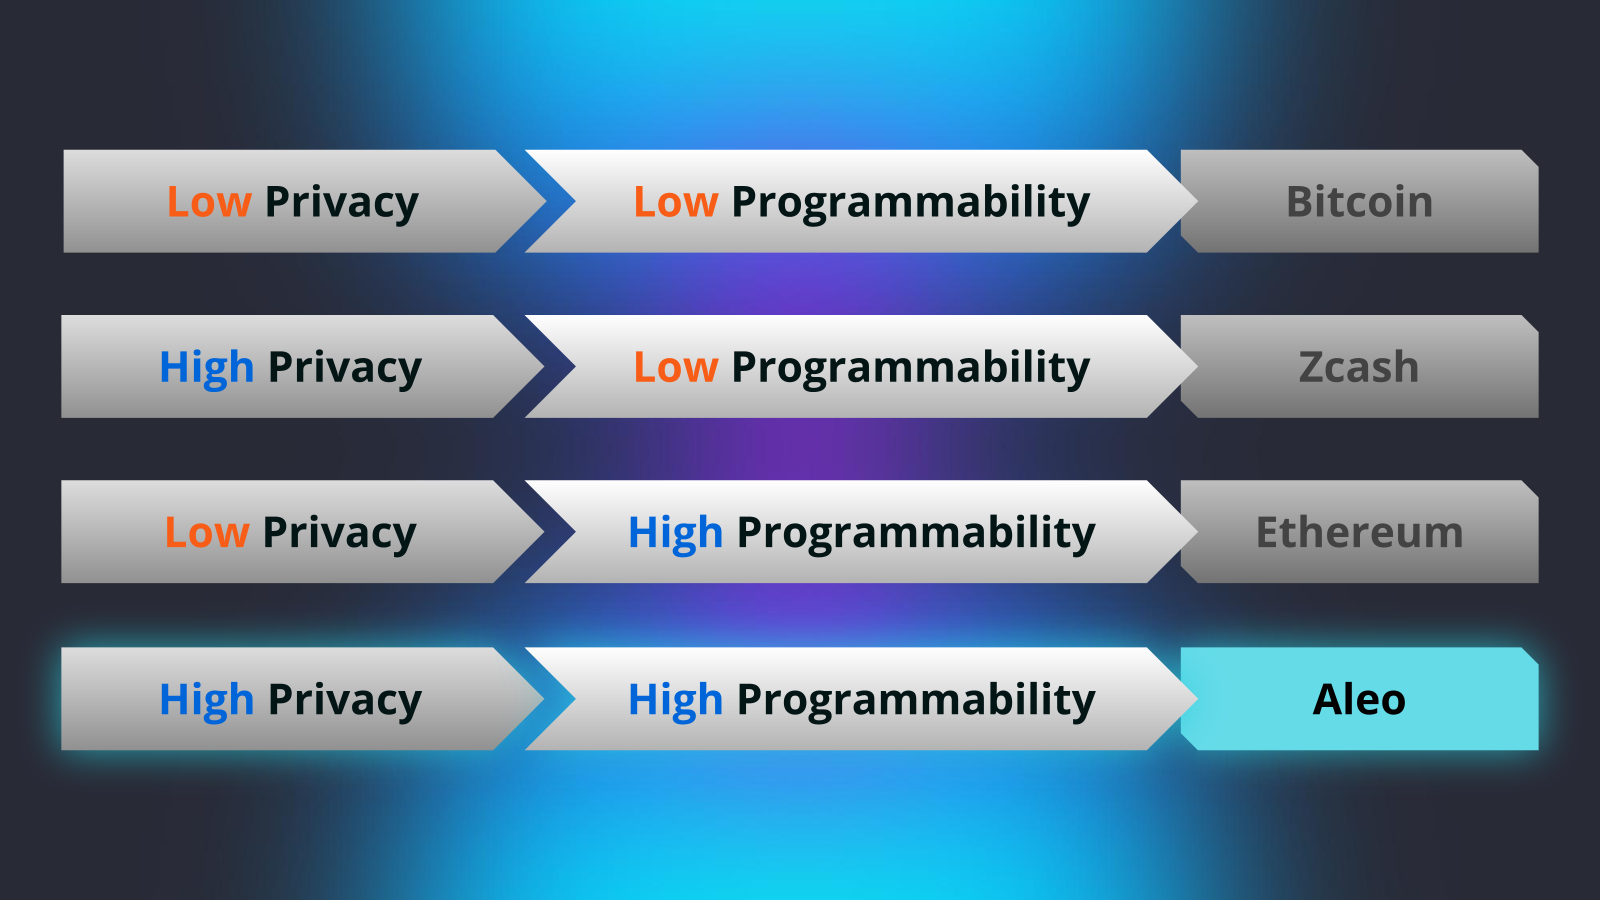 Low Privacy Low Programmability Bitcoin
High Privacy Low Programmability Zcash
Low Privacy High Programmability Ethereum
High Privacy High Programmability Aleo